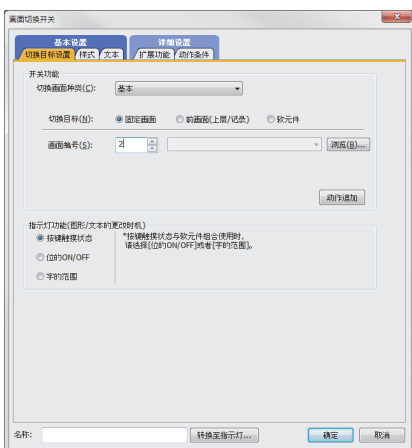 画面切换开关
基本设置 详细设置
切换目标设置 样式 文本 扩展功能 动作条件
开关功能
切换画面种类(C): 基本
切换目标(N): 固定画面 前画面(上层/记录) 软元件
画面编号(S): 2 浏览(B)...
动作追加
指示灯功能(图形/文本的更改时机)
按键触摸状态 *按键触摸状态与软元件组合使用时,
请选择[位的ON/OFF]或者[字的范围]。
位的ON/OFF
字的范围
名称: 转换至指示灯... 确定 取消